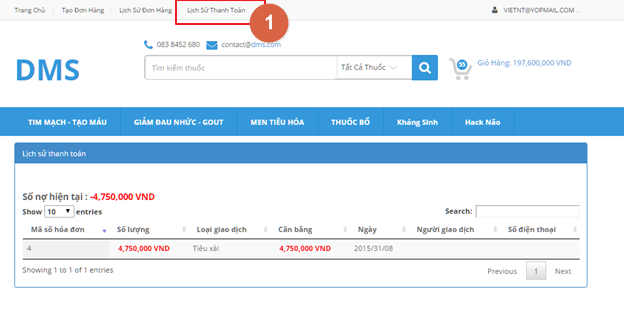 Trang Chủ Tạo Đơn Hàng Lịch Sử Đơn Hàng Lịch Sử Thanh Toán 1 VIETNT@YOPMAIL.COM
083 8452 680 contact@dms.com
DMS
Tìm kiếm thuốc Tất Cả Thuốc 55 Giỏ Hàng: 197,600,000 VND
TIM MẠCH - TẠO MÁU GIẢM ĐAU NHỨC - GOUT MEN TIÊU HÓA THUỐC BỔ Kháng Sinh Hack Não
Lịch sử thanh toán
Số nợ hiện tại : -4,750,000 VND
Show 10 entries Search:
Mã số hóa đơn Số lượng Loại giao dịch Cân bằng Ngày Người giao dịch Số điện thoại
4 4,750,000 VND Tiêu xài 4,750,000 VND 2015/31/08
Showing 1 to 1 of 1 entries Previous 1 Next